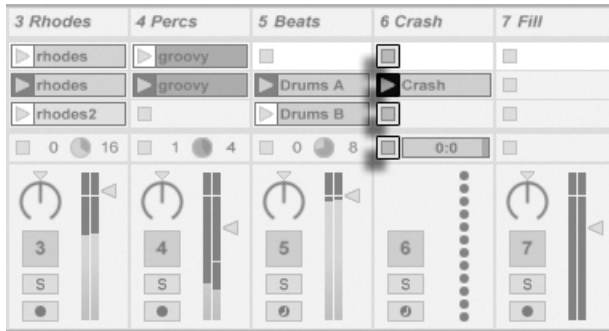 3 Rhodes 4 Percs 5 Beats 6 Crash 7 Fill
rhodes groovy
rhodes groovy Drums A Crash
rhodes2 Drums B
0 16 1 4 0 8 0:0
3 4 5 6 7
S S S S S